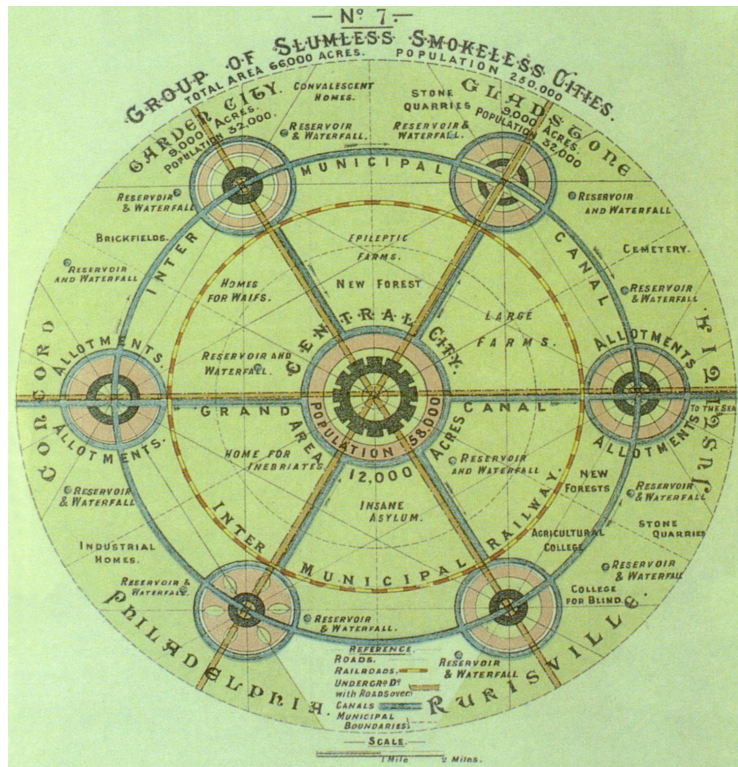 —Nº 7.—
GROUP OF SLUMLESS SMOKELESS CITIES.
TOTAL AREA 66,000 ACRES. POPULATION 250,000
GARDEN CITY.
9,000 ACRES.
POPULATION 32,000.
CONVALESCENT
HOMES.
STONE
QUARRIES
GLADSTONE
9,000 ACRES.
POPULATION
32,000
RESERVOIR
& WATERFALL.
RESERVOIR &
WATERFALL.
INTER MUNICIPAL CANAL
RESERVOIR
& WATERFALL
RESERVOIR
AND WATERFALL
BRICKFIELDS.
EPILEPTIC
FARMS.
CEMETERY.
RESERVOIR
AND WATERFALL
HOMES
FOR WAIFS.
NEW FOREST
RESERVOIR
& WATERFALL
LARGE
FARMS.
CENTRAL CITY.
CONCORD
ALLOTMENTS.
ALLOTMENTS
JUSTITIA
RESERVOIR AND
WATERFALL.
GRAND CANAL
TO THE SEA
POPULATION 58,000
AREA 12,000 ACRES
ALLOTMENTS.
ALLOTMENTS
HOME FOR
INEBRIATES.
RESERVOIR
AND WATERFALL
NEW
FORESTS
RESERVOIR
& WATERFALL
RESERVOIR
& WATERFALL
INSANE
ASYLUM.
STONE
QUARRIES
INTER MUNICIPAL RAILWAY.
AGRICULTURAL
COLLEGE
INDUSTRIAL
HOMES.
RESERVOIR
& WATERFALL
RESERVOIR &
WATERFALL.
COLLEGE
FOR BLIND.
RESERVOIR
& WATERFALL.
PHILADELPHIA.
RURISVILLE.
REFERENCE.
ROADS.
RAILROADS.
UNDERGRD Dº
with ROADS over
CANALS
MUNICIPAL
BOUNDARIES
RESERVOIR
& WATERFALL
—SCALE.—
1 Mile 2 Miles.